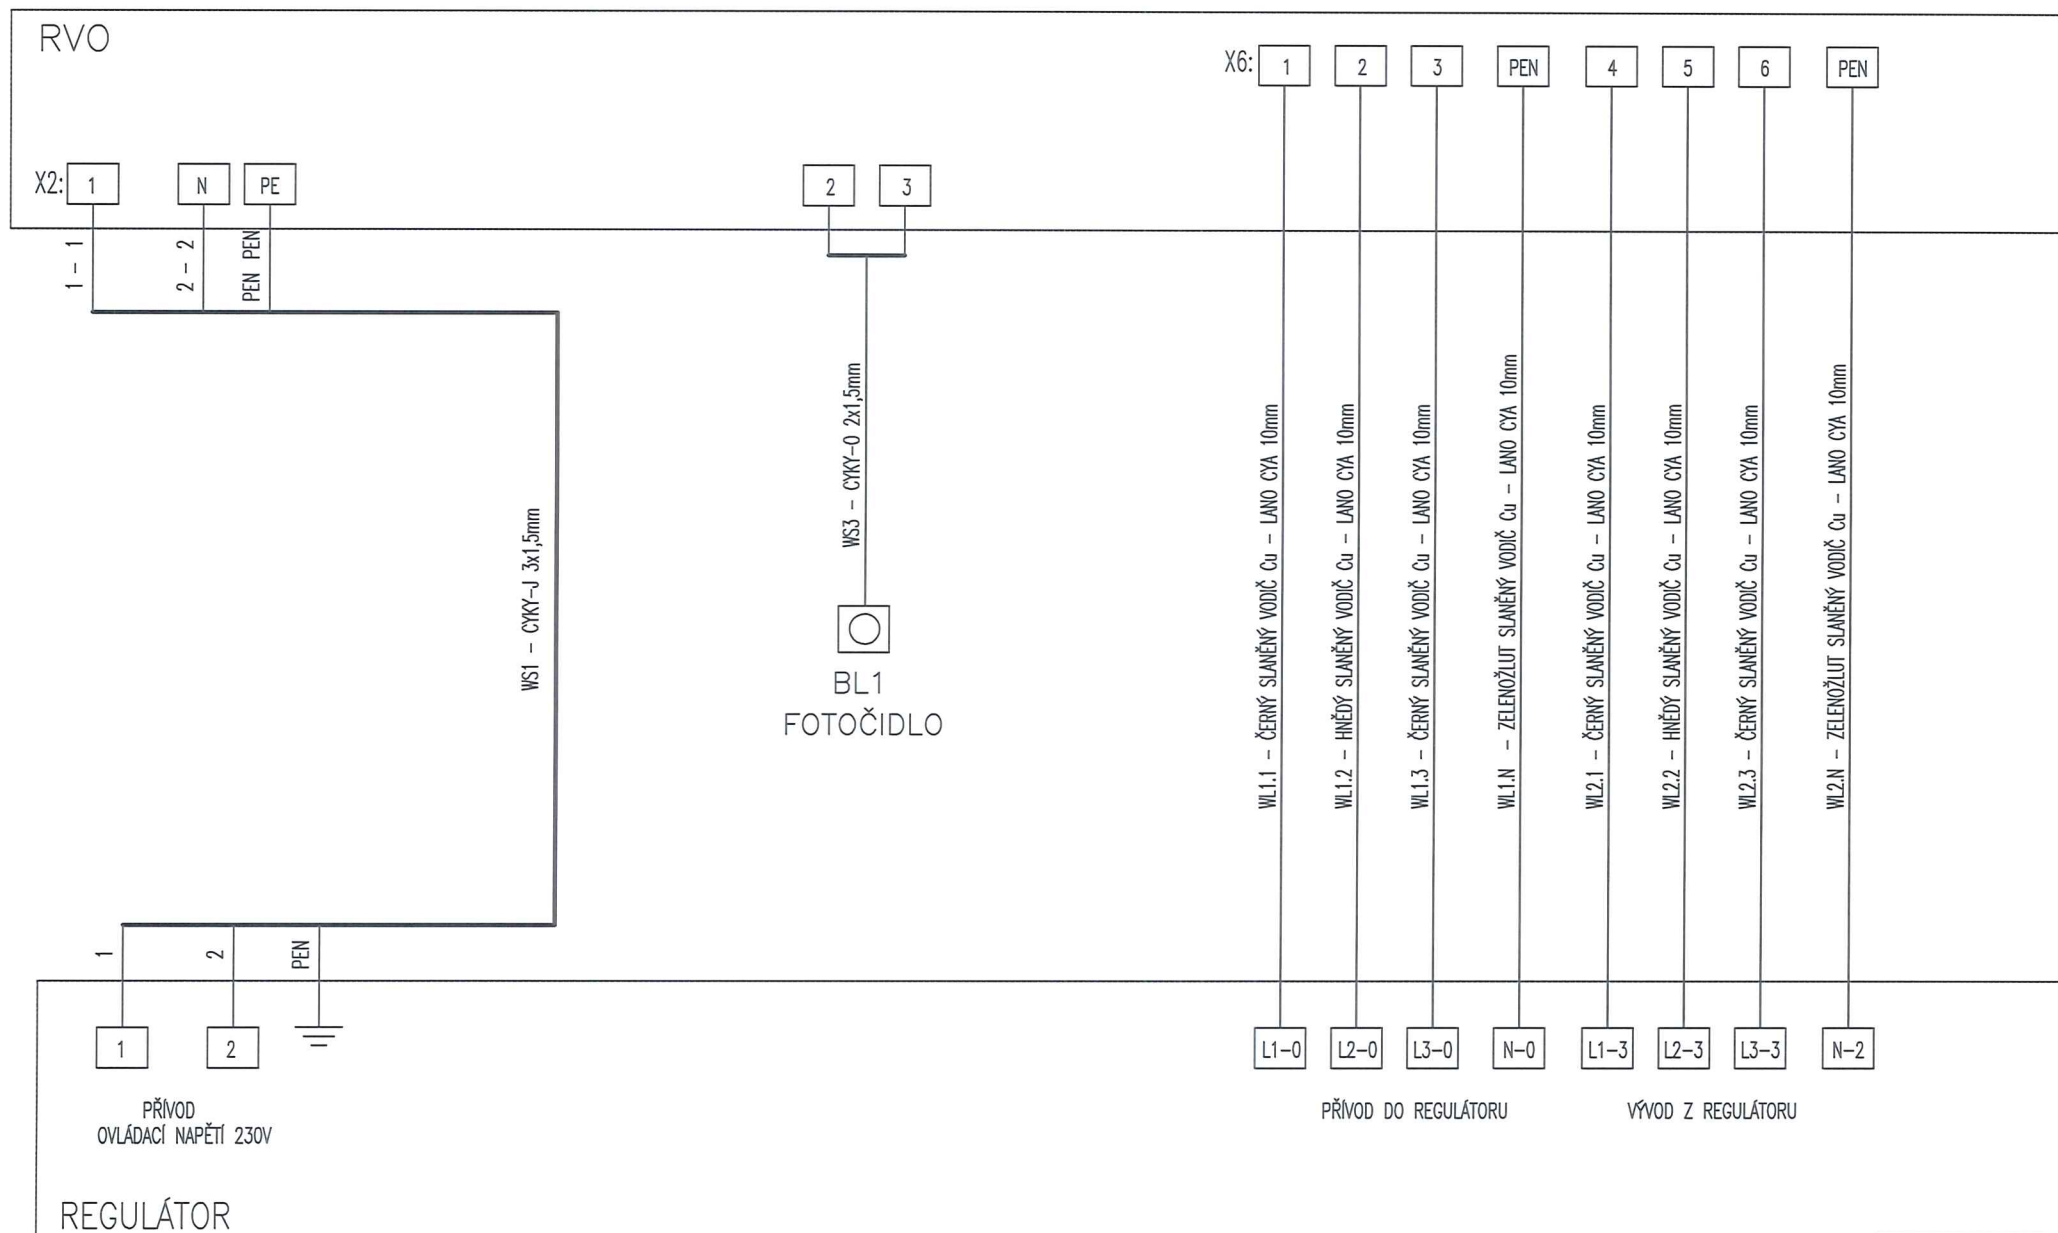 RVO
X6: 1 2 3 PEN 4 5 6 PEN
X2: 1 N PE 2 3
1 - 1
2 - 2
PEN PEN
WS1 - CYKY-J 3x1,5mm
WS3 - CYKY-O 2x1,5mm
BL1
FOTOČIDLO
WL1.1 - ČERNÝ SLANĚNÝ VODIČ Cu - LANO CYA 10mm
WL1.2 - HNĚDÝ SLANĚNÝ VODIČ Cu - LANO CYA 10mm
WL1.3 - ČERNÝ SLANĚNÝ VODIČ Cu - LANO CYA 10mm
WL1.N - ZELENOŽLUT SLANĚNÝ VODIČ Cu - LANO CYA 10mm
WL2.1 - ČERNÝ SLANĚNÝ VODIČ Cu - LANO CYA 10mm
WL2.2 - HNĚDÝ SLANĚNÝ VODIČ Cu - LANO CYA 10mm
WL2.3 - ČERNÝ SLANĚNÝ VODIČ Cu - LANO CYA 10mm
WL2.N - ZELENOŽLUT SLANĚNÝ VODIČ Cu - LANO CYA 10mm
1
2
PEN
1 2
L1-0 L2-0 L3-0 N-0 L1-3 L2-3 L3-3 N-2
PŘÍVOD
OVLÁDACÍ NAPĚTÍ 230V
PŘÍVOD DO REGULÁTORU
VÝVOD Z REGULÁTORU
REGULÁTOR